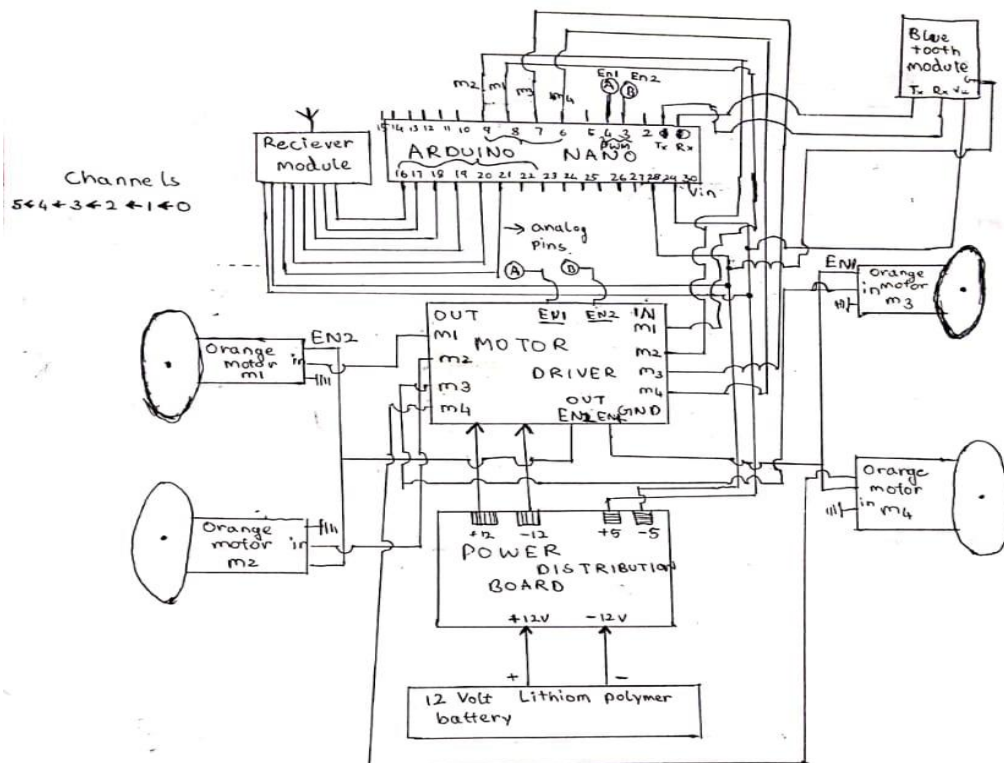 m2 m1 m3 m4
En1 En2
A B
15 14 13 12 11 10 9 8 7 6 5 4 3 2
PWM Tx Rx
ARDUINO NANO
16 17 18 19 20 21 22 23 24 25 26 27 28 29 30
Vin
Blue
tooth
module
Tx Rx
Reciever
module
Channels
5←4←3←2←1←0
→ analog
pins
A B
OUT EN1 EN2 IN
m1 m1
m2 m2
m3 m3
m4 m4
MOTOR
DRIVER
OUT
GND
EN2
Orange
motor in
m1
Orange
motor in
m2
EN1
Orange
motor
in m3
Orange
motor
in m4
+12 -12 +5 -5
POWER
DISTRIBUTION
BOARD
+12V -12V
+ -
12 Volt Lithiom polymer
battery